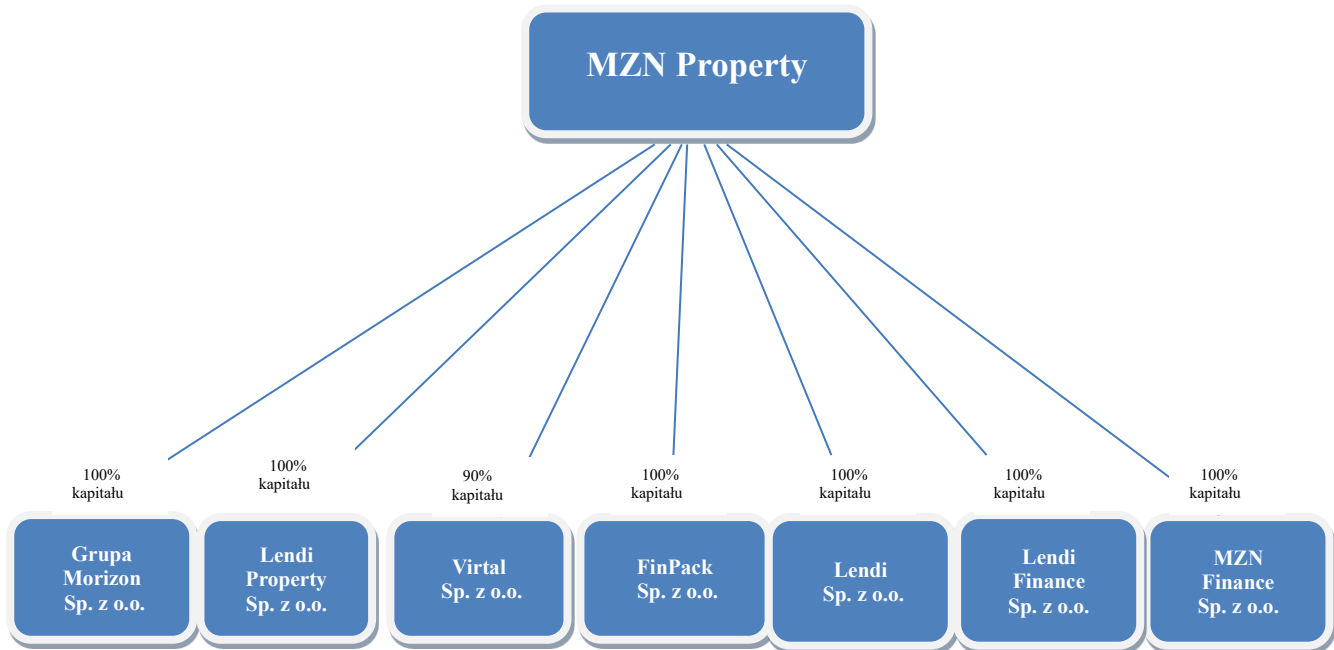 MZN Property
100%
kapitału
100%
kapitału
90%
kapitału
100%
kapitału
100%
kapitału
100%
kapitału
100%
kapitału
Grupa
Morizon
Sp. z o.o.
Lendi
Property
Sp. z o.o.
Virtal
Sp. z o.o.
FinPack
Sp. z o.o.
Lendi
Sp. z o.o.
Lendi
Finance
Sp. z o.o.
MZN
Finance
Sp. z o.o.